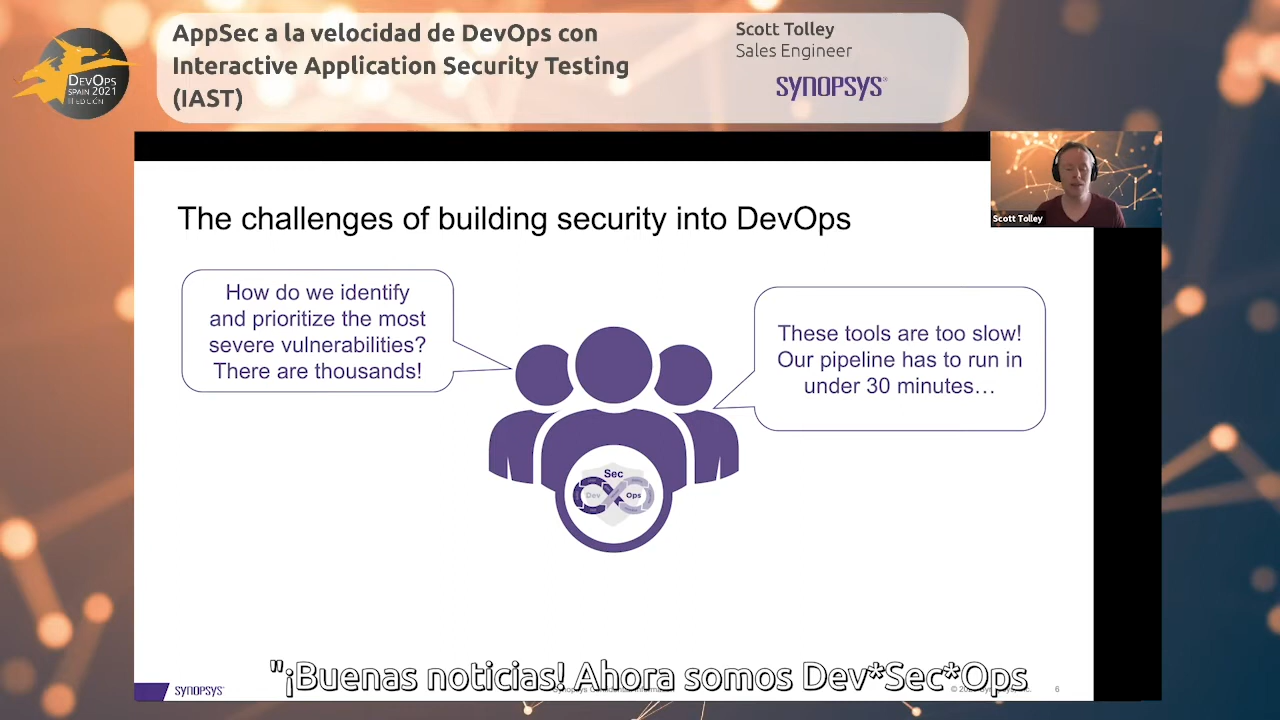 AppSec a la velocidad de DevOps con
Interactive Application Security Testing
(IAST)
Scott Tolley
Sales Engineer
SYNOPSYS®
DEVOPS
SPAIN 2021
III EDICIÓN
Scott Tolley
The challenges of building security into DevOps
How do we identify
and prioritize the most
severe vulnerabilities?
There are thousands!
These tools are too slow!
Our pipeline has to run in
under 30 minutes…
Sec
Dev
Ops
"¡Buenas noticias! Ahora somos Dev*Sec*Ops
SYNOPSYS®
6